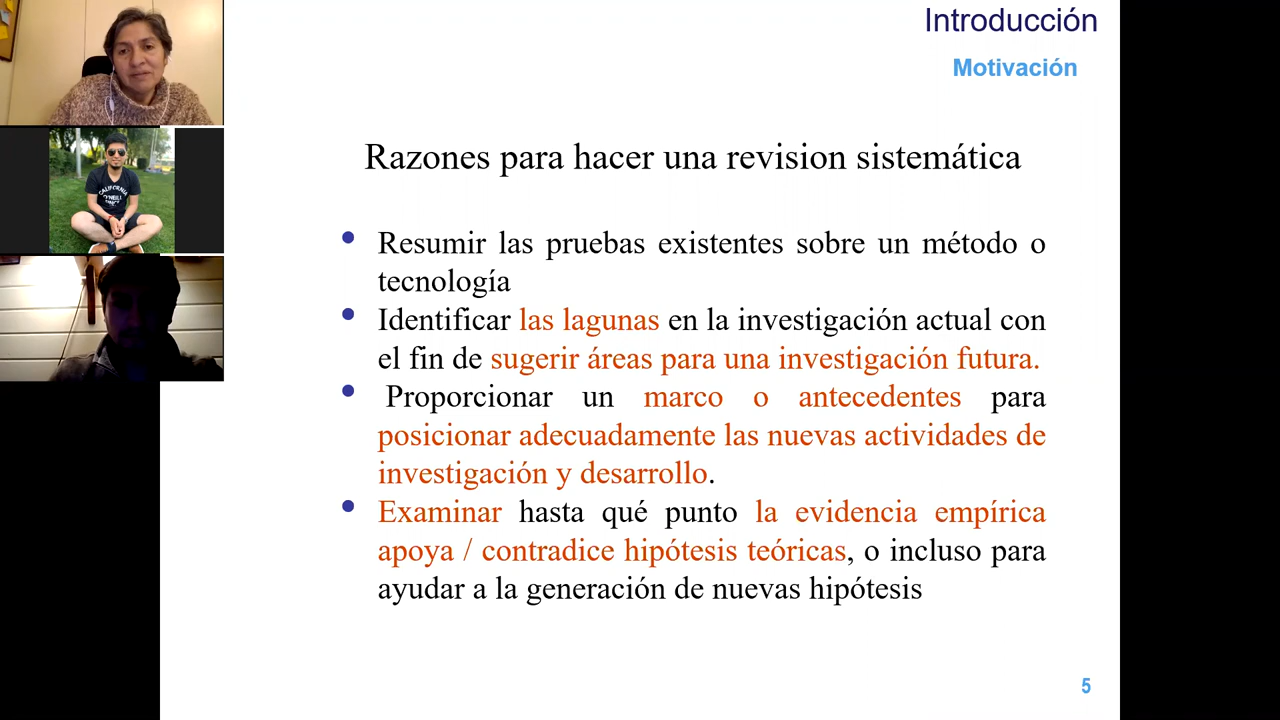 Introducción
Motivación
Razones para hacer una revision sistemática
• Resumir las pruebas existentes sobre un método o
tecnología
• Identificar las lagunas en la investigación actual con
el fin de sugerir áreas para una investigación futura.
• Proporcionar un marco o antecedentes para
posicionar adecuadamente las nuevas actividades de
investigación y desarrollo.
• Examinar hasta qué punto la evidencia empírica
apoya / contradice hipótesis teóricas, o incluso para
ayudar a la generación de nuevas hipótesis
5
CALIFORNIA
O'NEILL